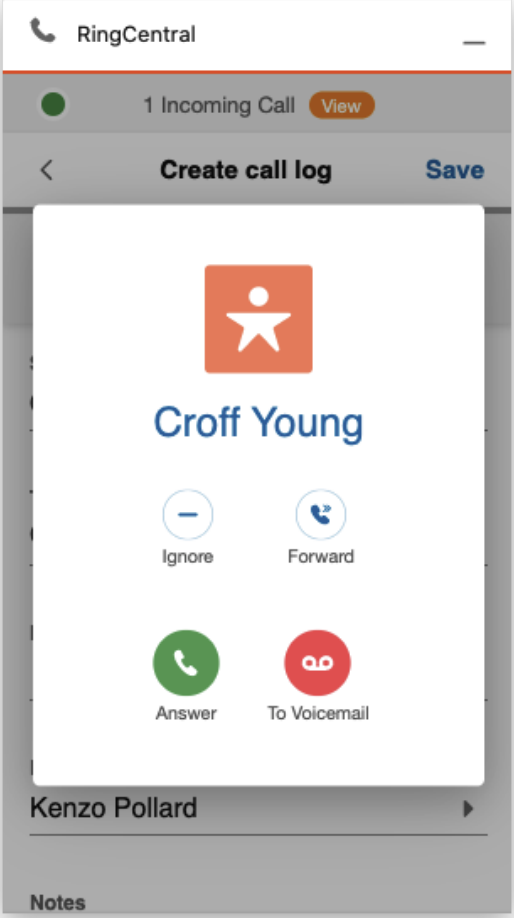 RingCentral
1 Incoming Call View
Create call log Save
Croff Young
Ignore Forward
Answer To Voicemail
Kenzo Pollard
Notes